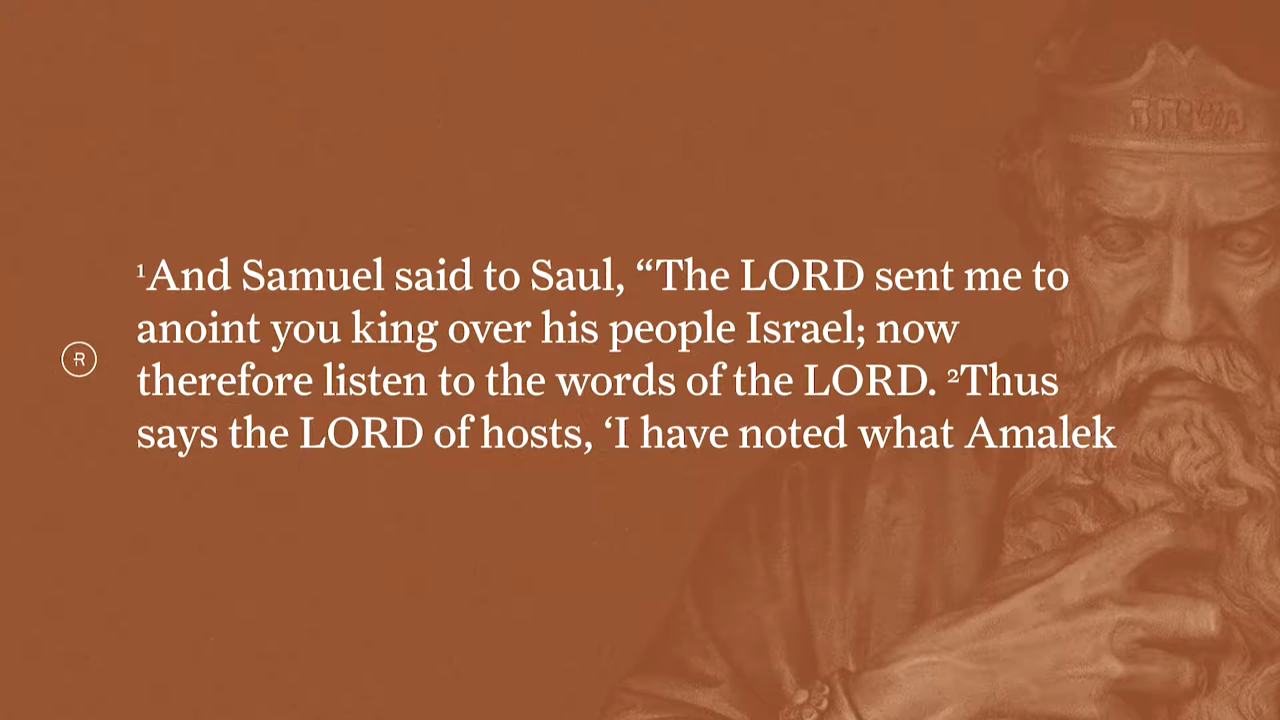 משיחה
¹And Samuel said to Saul, “The LORD sent me to
anoint you king over his people Israel; now
R
therefore listen to the words of the LORD. ²Thus
says the LORD of hosts, ‘I have noted what Amalek